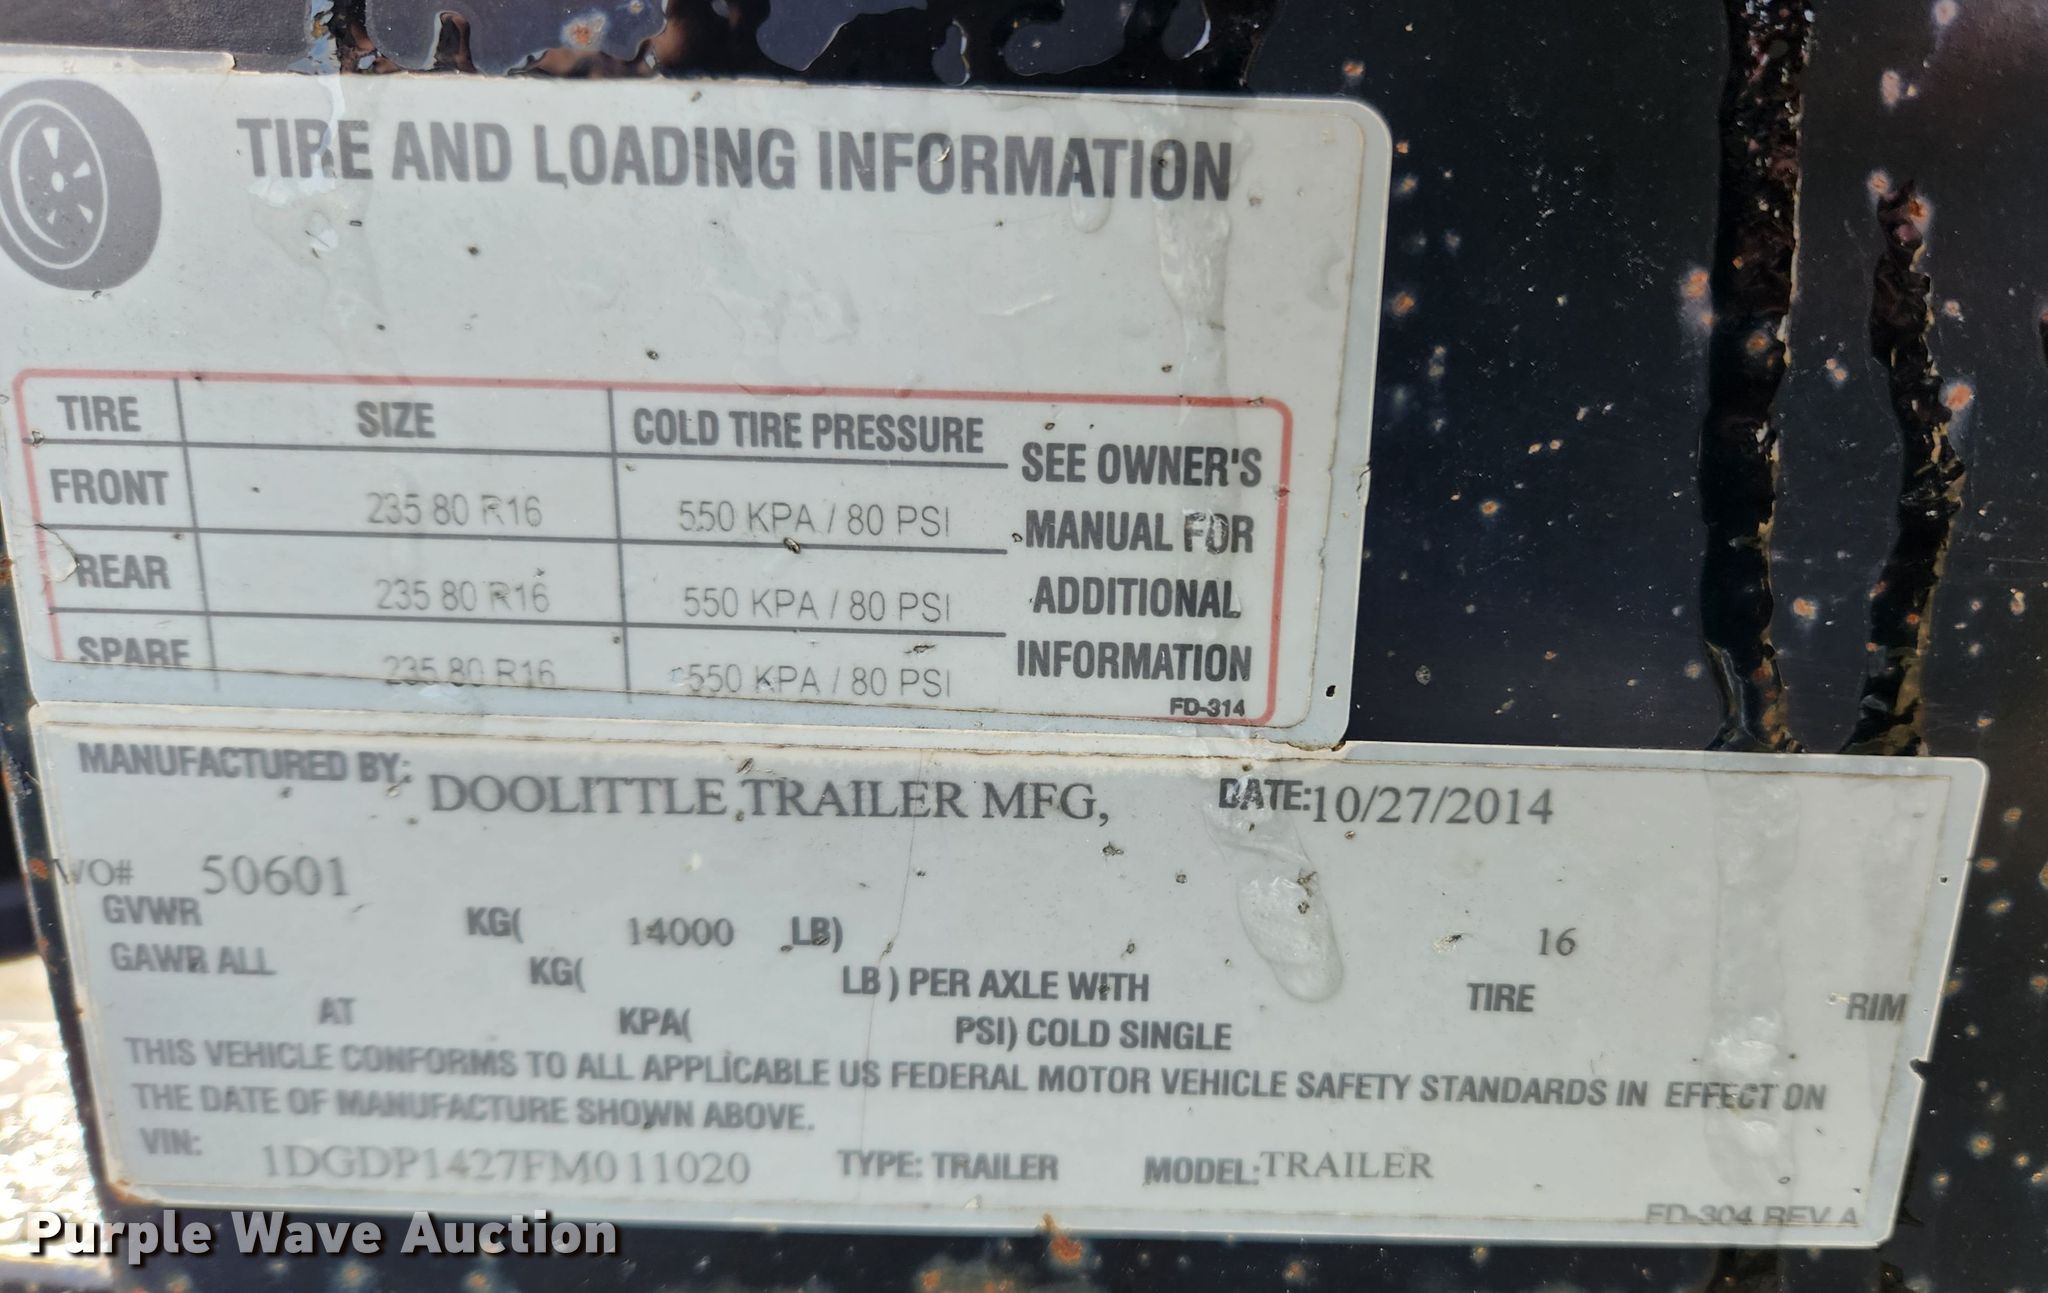 TIRE AND LOADING INFORMATION
TIRE SIZE COLD TIRE PRESSURE SEE OWNER'S
FRONT 235 80 R16 550 KPA / 80 PSI MANUAL FOR
REAR 235 80 R16 550 KPA / 80 PSI ADDITIONAL
SPARE 235 80 R16 550 KPA / 80 PSI INFORMATION
FD-314
MANUFACTURED BY: DOOLITTLE TRAILER MFG, DATE:10/27/2014
WO# 50601
GVWR KG( 14000 LB) 16
GAWR ALL KG( LB ) PER AXLE WITH TIRE RIM
AT KPA( PSI) COLD SINGLE
THIS VEHICLE CONFORMS TO ALL APPLICABLE US FEDERAL MOTOR VEHICLE SAFETY STANDARDS IN EFFECT ON
THE DATE OF MANUFACTURE SHOWN ABOVE.
VIN: 1DGDP1427FM011020 TYPE: TRAILER MODEL:TRAILER
FD-304 REV A
Purple Wave Auction